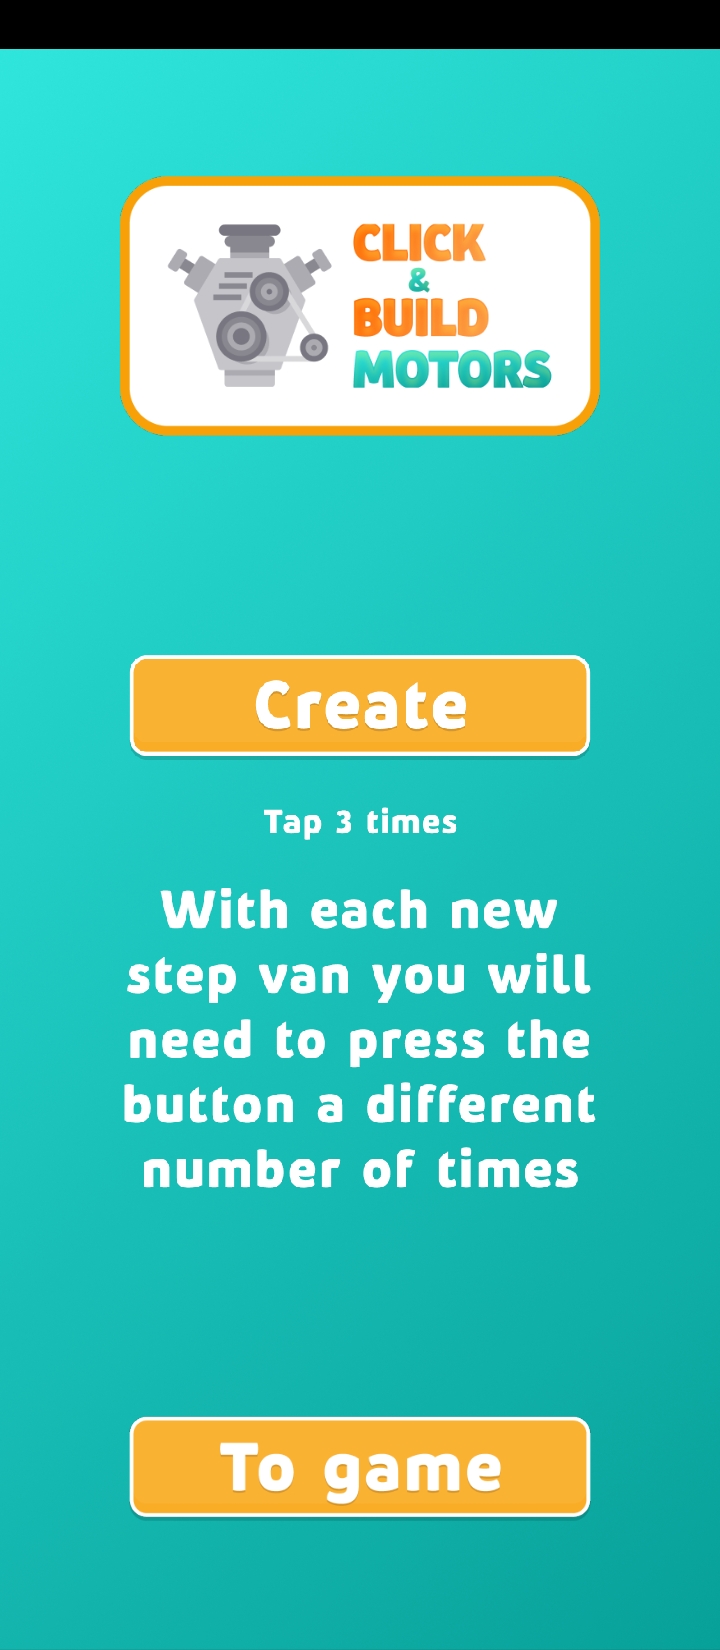 CLICK
&
BUILD
MOTORS
Create
Tap 3 times
With each new
step van you will
need to press the
button a different
number of times
To game